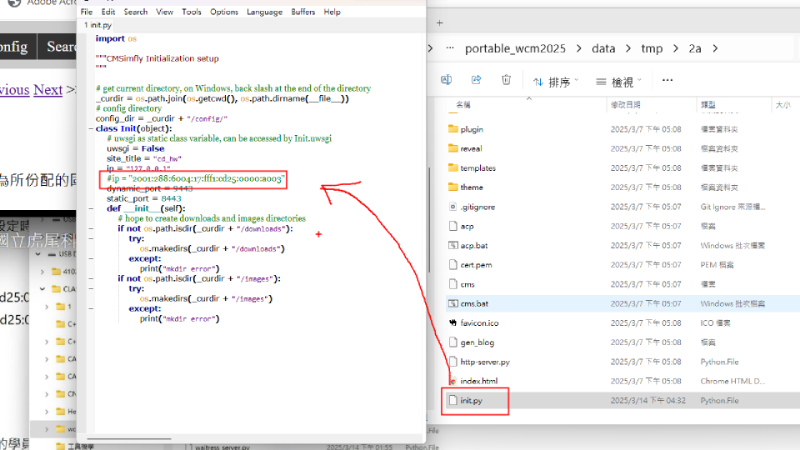 Adobe Acro
onfig
Sear
vious Next >
為所份配的
設定
國立虎尾科
USB D
410.
CLA
1
C+
C+
CA
CA
CN
He
wc
工具機學
d25:0
d25:0
的學員
File Edit Search View Tools Options Language Buffers Help
1 init.py
import os
"""CMSimfly Initialization setup
"""
# get current directory, on Windows, back slash at the end of the directory
_curdir = os.path.join(os.getcwd(), os.path.dirname(__file__))
# config directory
config_dir = _curdir + "/config/"
class Init(object):
# uwsgi as static class variable, can be accessed by Init.uwsgi
uwsgi = False
site_title = "cd_hw"
ip = "127.0.0.1"
#ip = "2001:288:6004:17:fff1:cd25:0000:a003"
dynamic_port = 9443
static_port = 8443
def __init__(self):
# hope to create downloads and images directories
if not os.path.isdir(_curdir + "/downloads"):
try:
os.makedirs(_curdir + "/downloads")
except:
print("mkdir error")
if not os.path.isdir(_curdir + "/images"):
try:
os.makedirs(_curdir + "/images")
except:
print("mkdir error")
waitress_server.py 2025/3/14 下午 01:55 Python.File
portable_wcm2025 > data > tmp > 2a >
排序 檢視 ...
名稱 修改日期 類型 大小
plugin 2025/3/7 下午 05:08 檔案資料夾
reveal 2025/3/7 下午 05:08 檔案資料夾
templates 2025/3/7 下午 05:08 檔案資料夾
theme 2025/3/7 下午 05:08 檔案資料夾
.gitignore 2025/3/7 下午 05:07 Git Ignore 來源檔...
acp 2025/3/7 下午 05:08 檔案
acp.bat 2025/3/7 下午 05:07 Windows 批次檔案
cert.pem 2025/3/7 下午 05:08 PEM 檔案
cms 2025/3/7 下午 05:07 檔案
cms.bat 2025/3/7 下午 05:07 Windows 批次檔案
favicon.ico 2025/3/7 下午 05:08 ICO 檔案
gen_blog 2025/3/7 下午 05:08 檔案
http-server.py 2025/3/7 下午 05:08 Python.File
index.html 2025/3/7 下午 05:08 Chrome HTML D...
init.py 2025/3/14 下午 04:32 Python.File